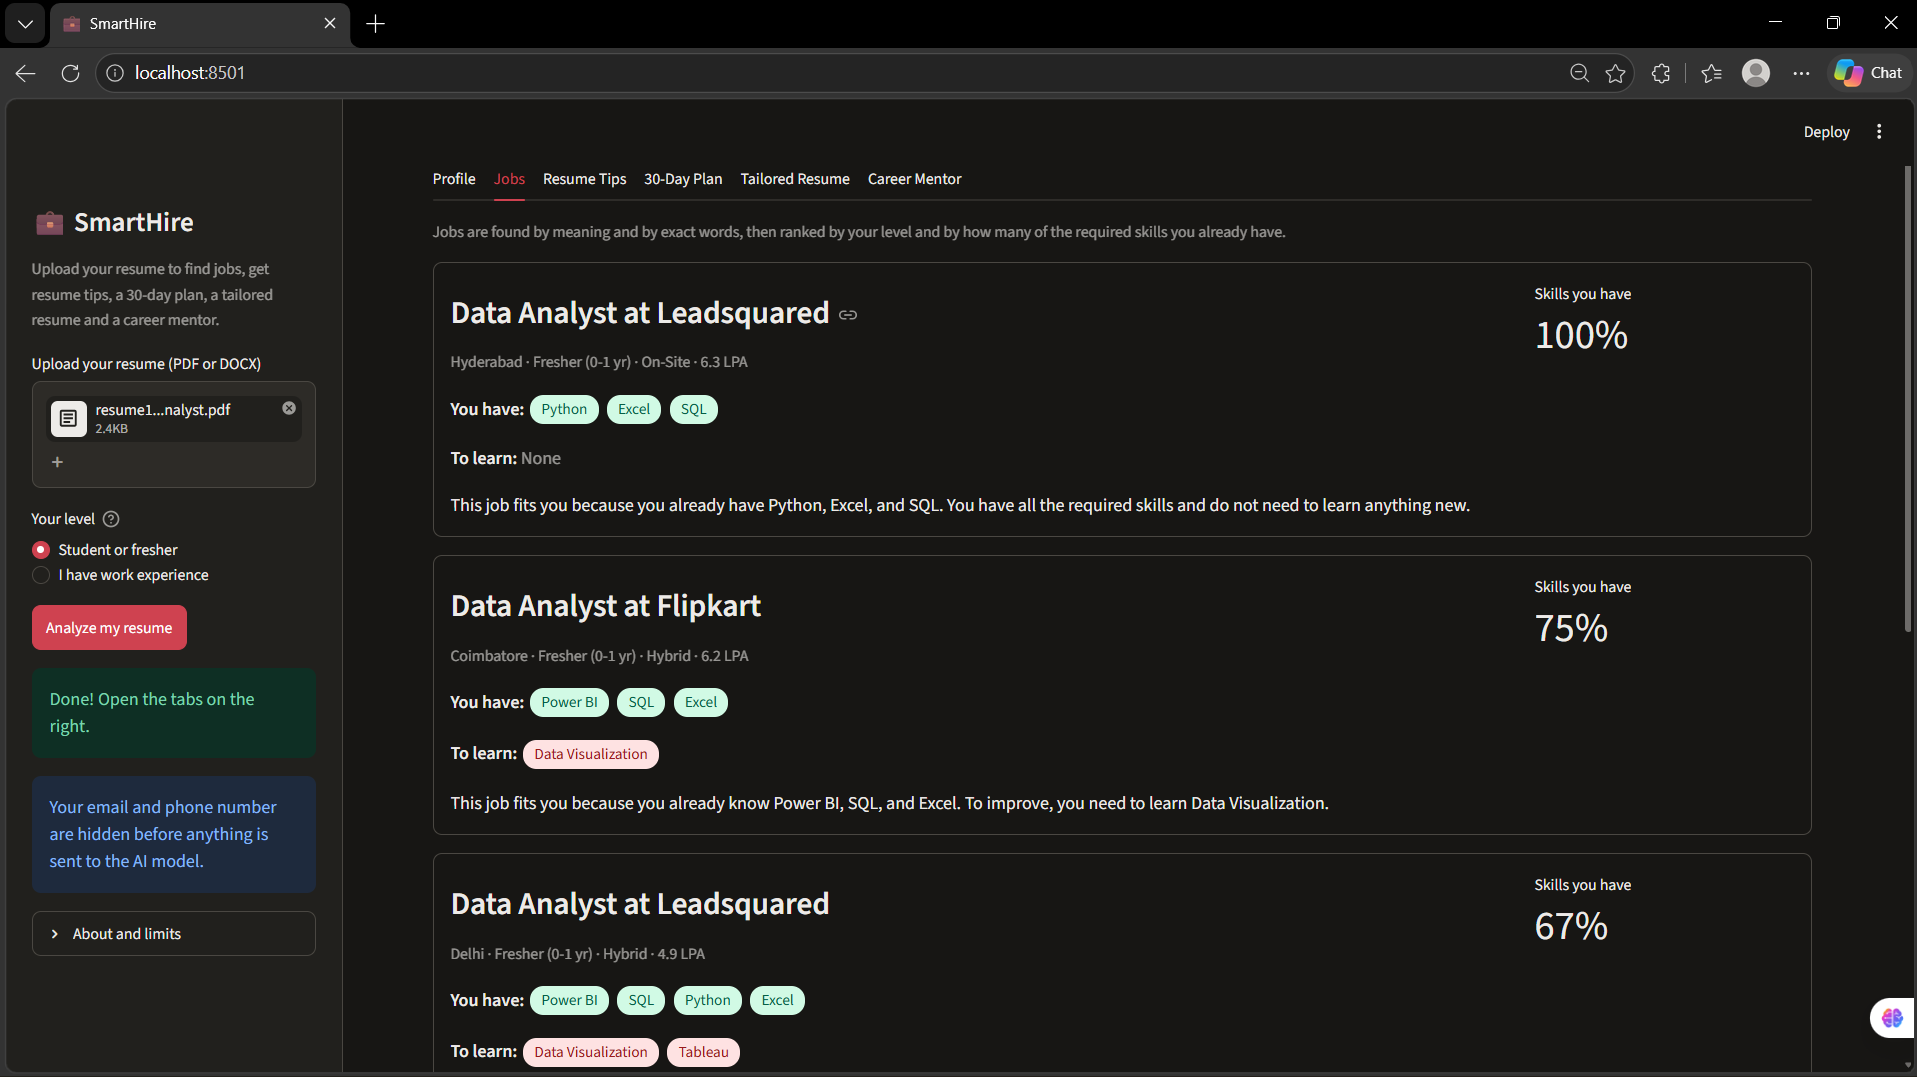 SmartHire
localhost:8501
Chat
Deploy
SmartHire
Upload your resume to find jobs, get
resume tips, a 30-day plan, a tailored
resume and a career mentor.
Upload your resume (PDF or DOCX)
resume1...nalyst.pdf
2.4KB
Your level
Student or fresher
I have work experience
Analyze my resume
Done! Open the tabs on the
right.
Your email and phone number
are hidden before anything is
sent to the AI model.
About and limits
Profile Jobs Resume Tips 30-Day Plan Tailored Resume Career Mentor
Jobs are found by meaning and by exact words, then ranked by your level and by how many of the required skills you already have.
Data Analyst at Leadsquared
Skills you have
100%
Hyderabad · Fresher (0-1 yr) · On-Site · 6.3 LPA
You have: Python Excel SQL
To learn: None
This job fits you because you already have Python, Excel, and SQL. You have all the required skills and do not need to learn anything new.
Data Analyst at Flipkart
Skills you have
75%
Coimbatore · Fresher (0-1 yr) · Hybrid · 6.2 LPA
You have: Power BI SQL Excel
To learn: Data Visualization
This job fits you because you already know Power BI, SQL, and Excel. To improve, you need to learn Data Visualization.
Data Analyst at Leadsquared
Skills you have
67%
Delhi · Fresher (0-1 yr) · Hybrid · 4.9 LPA
You have: Power BI SQL Python Excel
To learn: Data Visualization Tableau